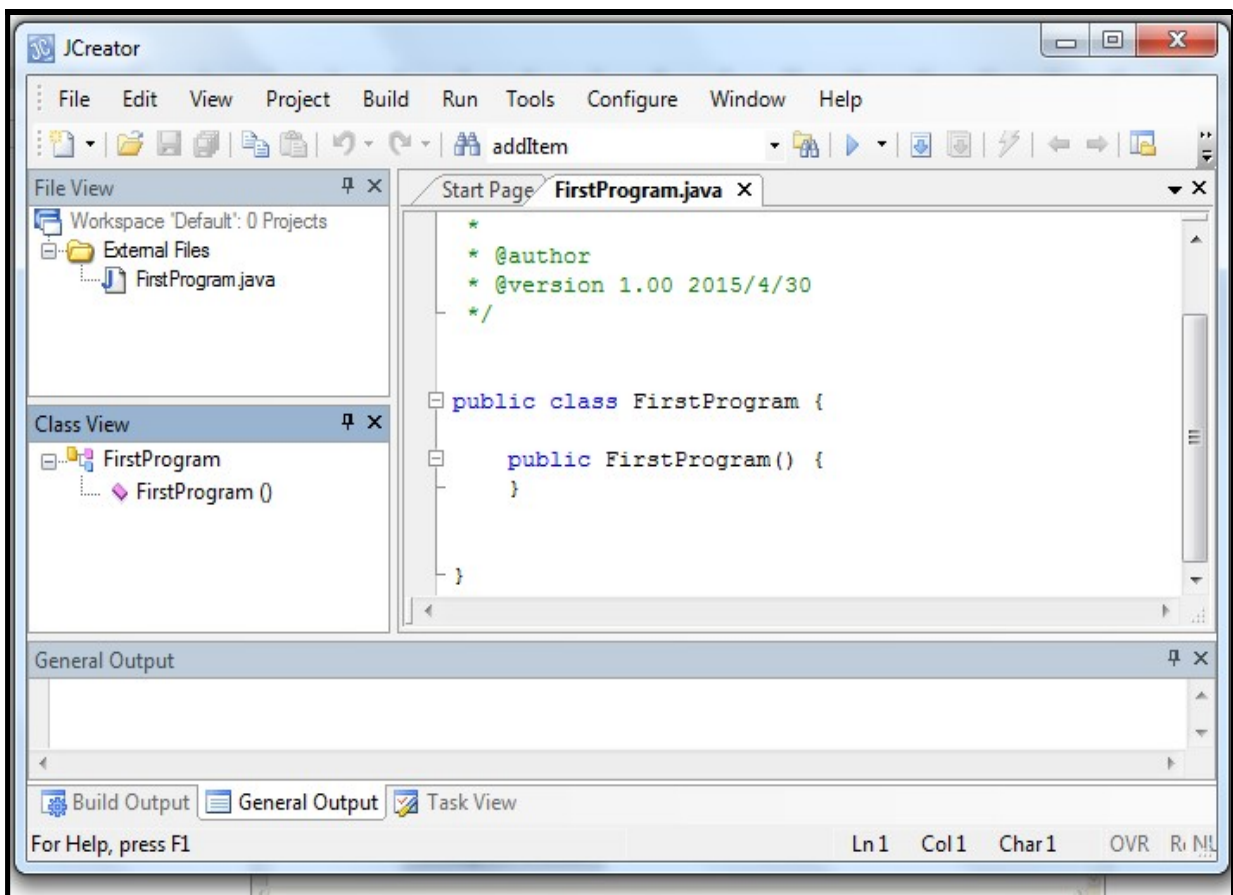 JCreator
File Edit View Project Build Run Tools Configure Window Help
addItem
File View
Workspace 'Default': 0 Projects
External Files
FirstProgram.java
Class View
FirstProgram
FirstProgram ()
Start Page FirstProgram.java
*
* @author
* @version 1.00 2015/4/30
*/
public class FirstProgram {
public FirstProgram() {
}
}
General Output
Build Output General Output Task View
For Help, press F1 Ln 1 Col 1 Char 1 OVR